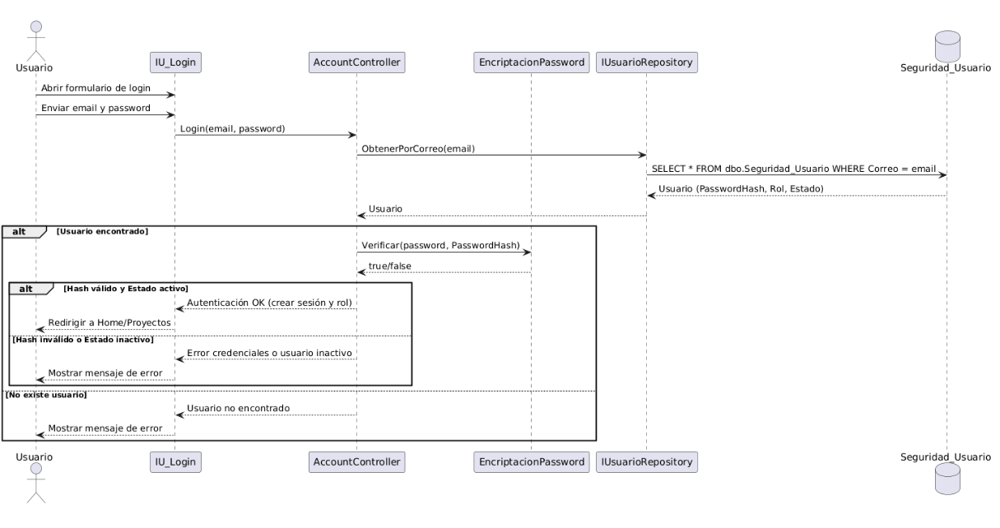 Usuario
IU_Login
AccountController
EncriptacionPassword
IUsuarioRepository
Seguridad_Usuario
Abrir formulario de login
Enviar email y password
Login(email, password)
ObtenerPorCorreo(email)
SELECT * FROM dbo.Seguridad_Usuario WHERE Correo = email
Usuario (PasswordHash, Rol, Estado)
Usuario
alt [Usuario encontrado]
Verificar(password, PasswordHash)
true/false
alt [Hash válido y Estado activo]
Autenticación OK (crear sesión y rol)
Redirigir a Home/Proyectos
[Hash inválido o Estado inactivo]
Error credenciales o usuario inactivo
Mostrar mensaje de error
[No existe usuario]
Usuario no encontrado
Mostrar mensaje de error
Usuario
IU_Login
AccountController
EncriptacionPassword
IUsuarioRepository
Seguridad_Usuario